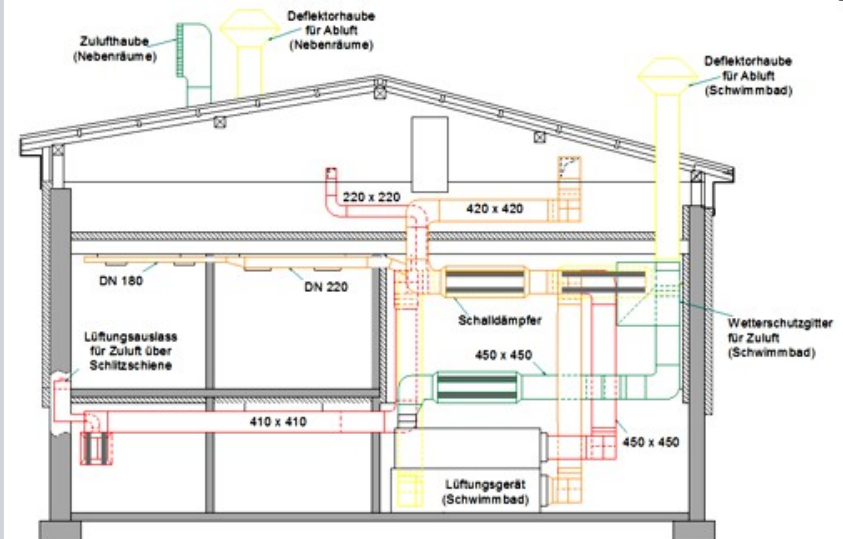 Deflektorhaube
für Abluft
(Nebenräume)
Zulufthaube
(Nebenräume)
Deflektorhaube
für Abluft
(Schwimmbad)
220 x 220
420 x 420
DN 180
DN 220
Schalldämpfer
Wetterschutzgitter
für Zuluft
(Schwimmbad)
Lüftungsauslass
für Zuluft über
Schlitzschiene
450 x 450
410 x 410
450 x 450
Lüftungsgerät
(Schwimmbad)